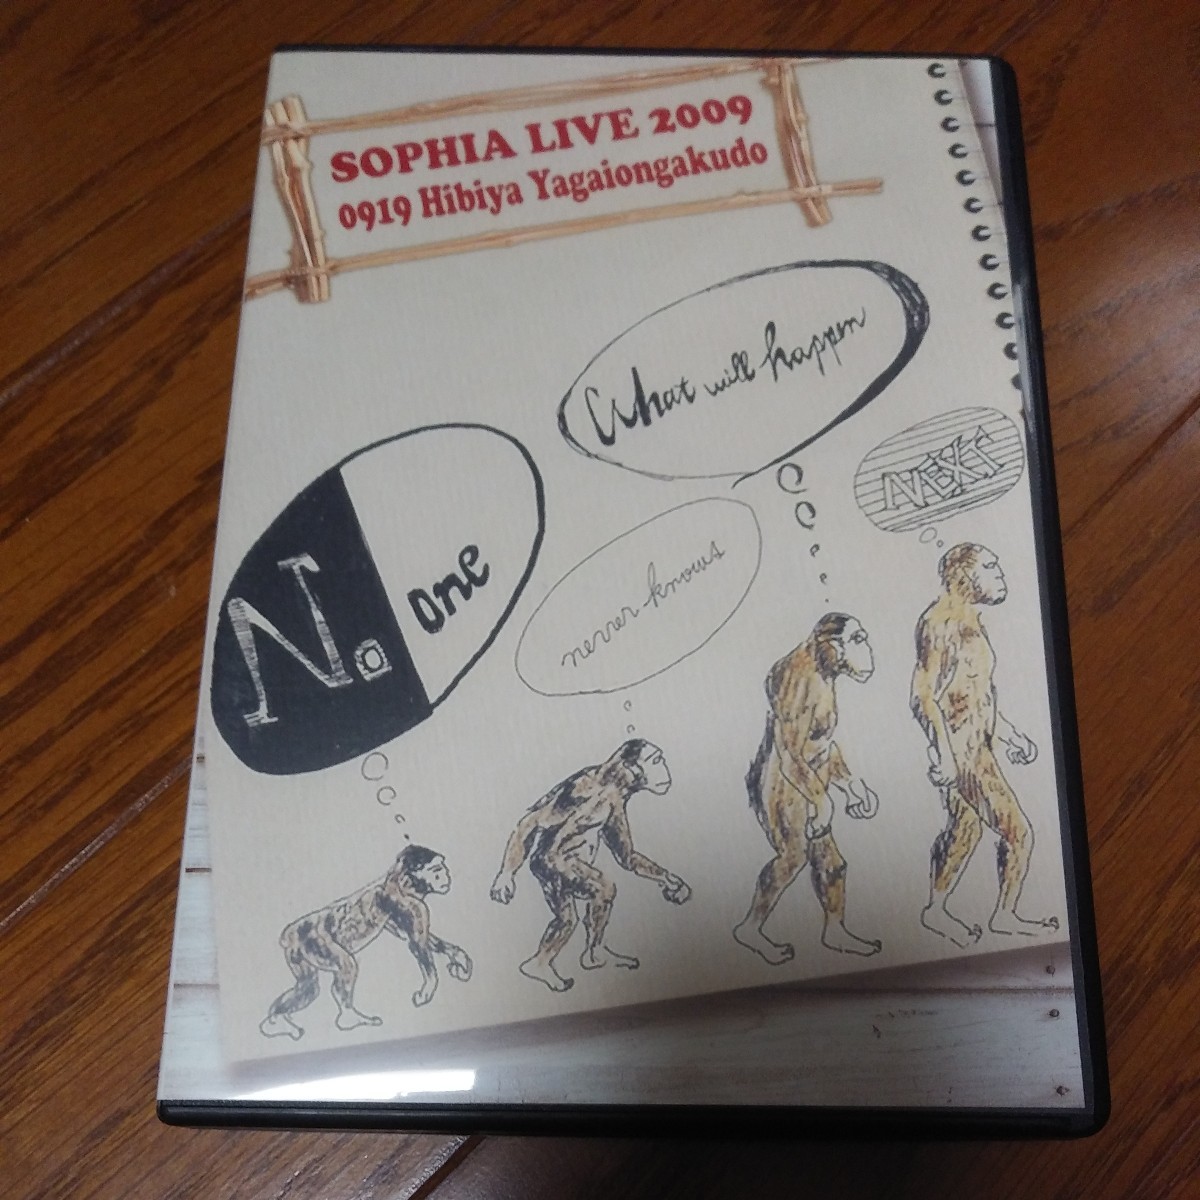 SOPHIA LIVE 2009
0919 Hibiya Yagaiongakudo
No. one
never knows
What will happen
NEXT